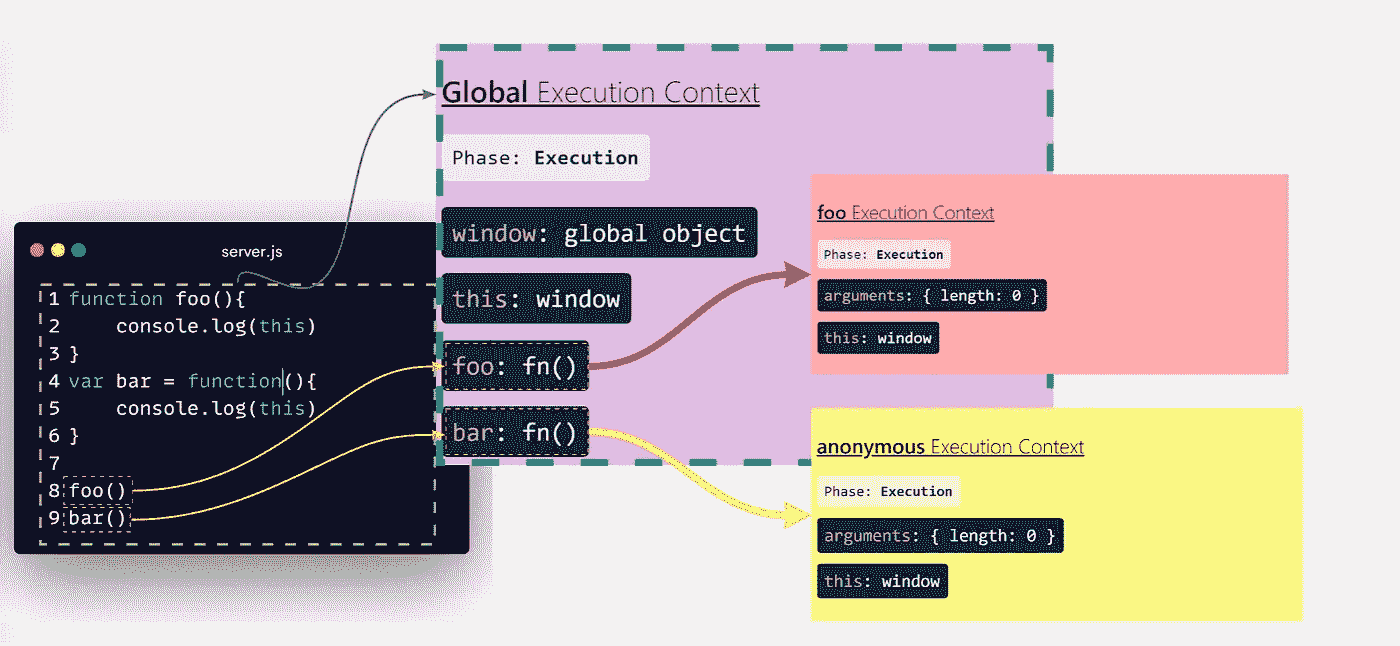 server.js
1 function foo(){
2     console.log(this)
3 }
4 var bar = function(){
5     console.log(this)
6 }
7
8 foo()
9 bar()
Global Execution Context
Phase: Execution
window: global object
this: window
foo: fn()
bar: fn()
foo Execution Context
Phase: Execution
arguments: { length: 0 }
this: window
anonymous Execution Context
Phase: Execution
arguments: { length: 0 }
this: window